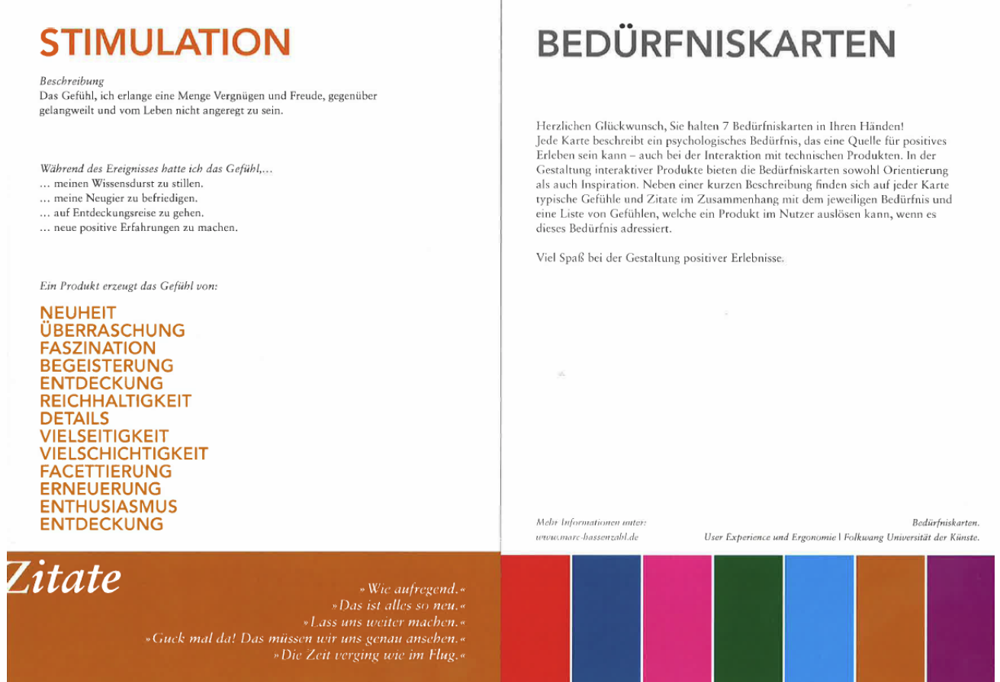 STIMULATION
Beschreibung
Das Gefühl, ich erlange eine Menge Vergnügen und Freude, gegenüber
gelangweilt und vom Leben nicht angeregt zu sein.
Während des Ereignisses hatte ich das Gefühl,...
... meinen Wissensdurst zu stillen.
... meine Neugier zu befriedigen.
... auf Entdeckungsreise zu gehen.
... neue positive Erfahrungen zu machen.
Ein Produkt erzeugt das Gefühl von:
NEUHEIT
ÜBERRASCHUNG
FASZINATION
BEGEISTERUNG
ENTDECKUNG
REICHHALTIGKEIT
DETAILS
VIELSEITIGKEIT
VIELSCHICHTIGKEIT
FACETTIERUNG
ERNEUERUNG
ENTHUSIASMUS
ENTDECKUNG
Zitate
»Wie aufregend.«
»Das ist alles so neu.«
»Lass uns weiter machen.«
»Guck mal da! Das müssen wir uns genau ansehen.«
»Die Zeit verging wie im Flug.«
BEDÜRFNISKARTEN
Herzlichen Glückwunsch, Sie halten 7 Bedürfniskarten in Ihren Händen!
Jede Karte beschreibt ein psychologisches Bedürfnis, das eine Quelle für positives
Erleben sein kann – auch bei der Interaktion mit technischen Produkten. In der
Gestaltung interaktiver Produkte bieten die Bedürfniskarten sowohl Orientierung
als auch Inspiration. Neben einer kurzen Beschreibung finden sich auf jeder Karte
typische Gefühle und Zitate im Zusammenhang mit dem jeweiligen Bedürfnis und
eine Liste von Gefühlen, welche ein Produkt im Nutzer auslösen kann, wenn es
dieses Bedürfnis adressiert.
Viel Spaß bei der Gestaltung positiver Erlebnisse.
Mehr Informationen unter:
www.marc-hassenzahl.de
Bedürfniskarten.
User Experience und Ergonomie | Folkwang Universität der Künste.